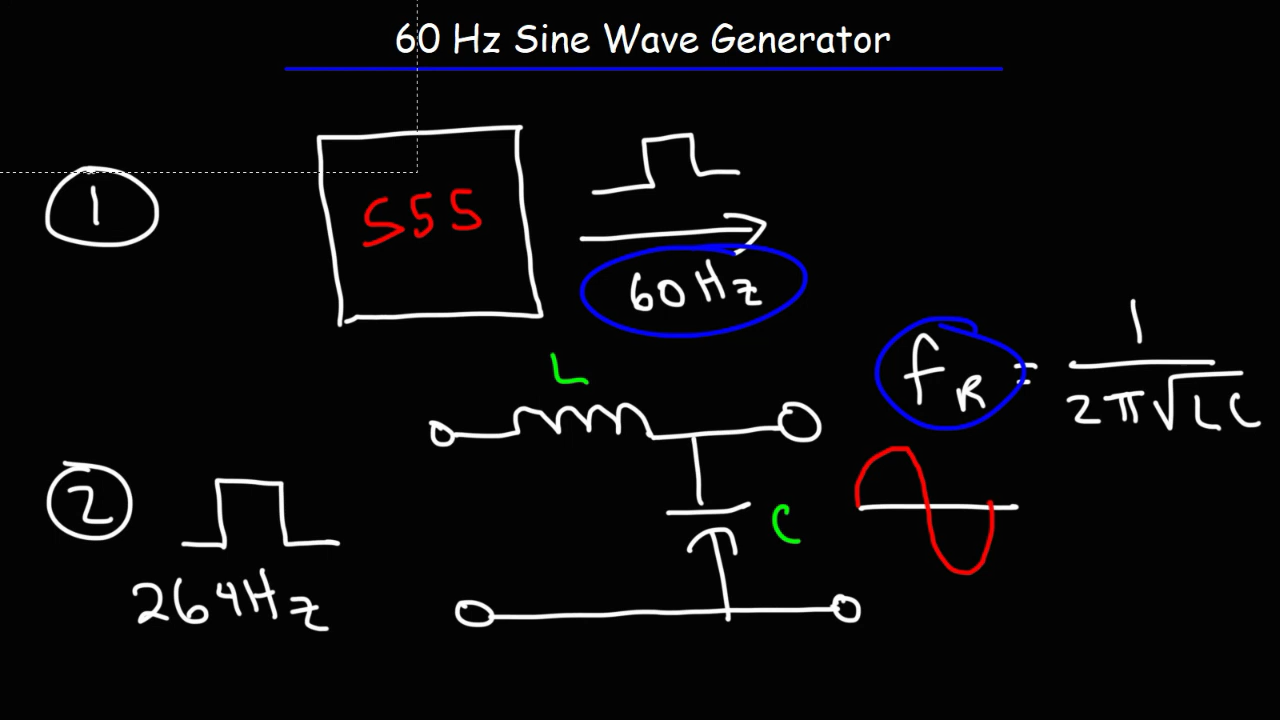 60 Hz Sine Wave Generator
1
555
60Hz
L
fR = 1 / 2π√LC
2
C
264Hz